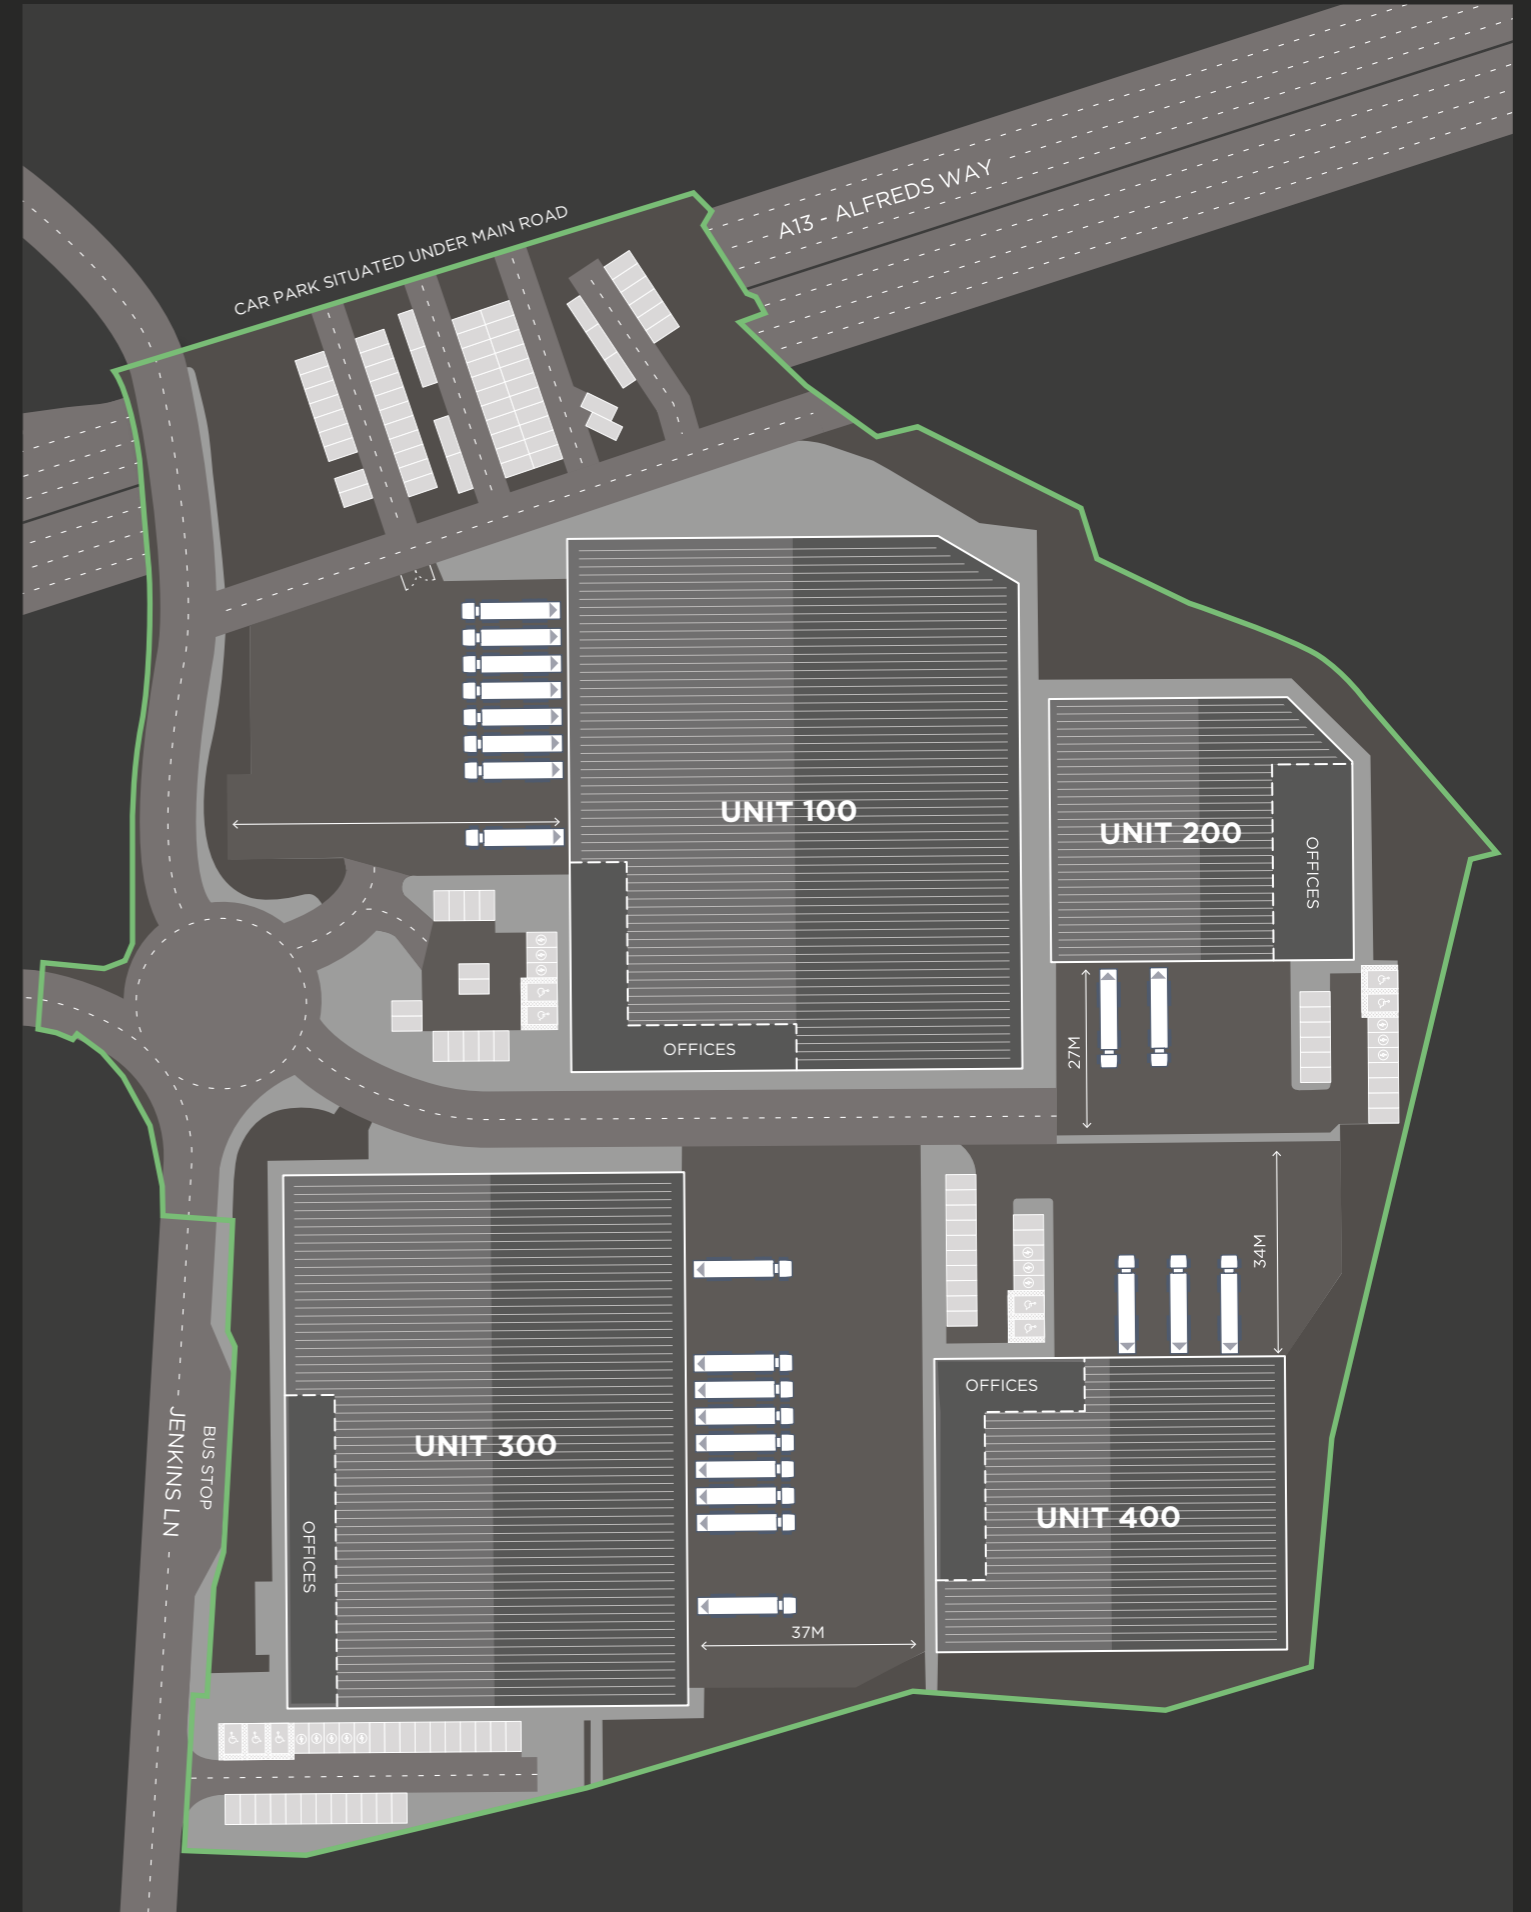 A13 - ALFREDS WAY
CAR PARK SITUATED UNDER MAIN ROAD
UNIT 100
UNIT 200
OFFICES
OFFICES
27M
34M
OFFICES
JENKINS LN
BUS STOP
UNIT 300
OFFICES
UNIT 400
37M